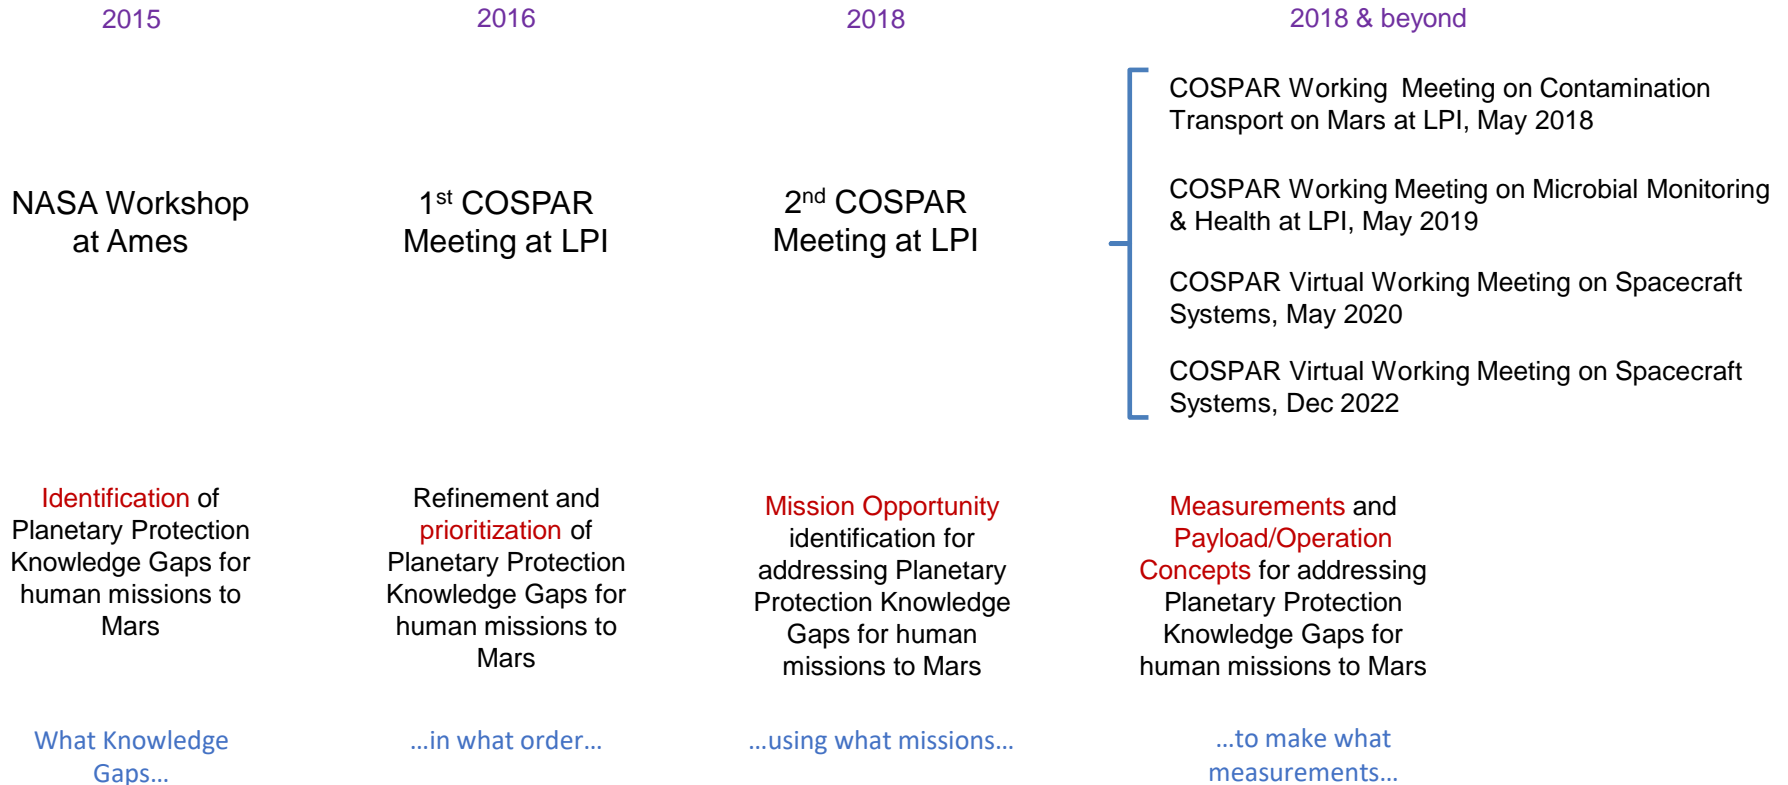 2015
2016
2018
2018 & beyond
NASA Workshop
at Ames
1st COSPAR
Meeting at LPI
2nd COSPAR
Meeting at LPI
COSPAR Working Meeting on Contamination
Transport on Mars at LPI, May 2018
COSPAR Working Meeting on Microbial Monitoring
& Health at LPI, May 2019
COSPAR Virtual Working Meeting on Spacecraft
Systems, May 2020
COSPAR Virtual Working Meeting on Spacecraft
Systems, Dec 2022
Identification of
Planetary Protection
Knowledge Gaps for
human missions to
Mars
Refinement and
prioritization of
Planetary Protection
Knowledge Gaps for
human missions to
Mars
Mission Opportunity
identification for
addressing Planetary
Protection Knowledge
Gaps for human
missions to Mars
Measurements and
Payload/Operation
Concepts for addressing
Planetary Protection
Knowledge Gaps for
human missions to Mars
What Knowledge
Gaps…
…in what order…
…using what missions…
…to make what
measurements…